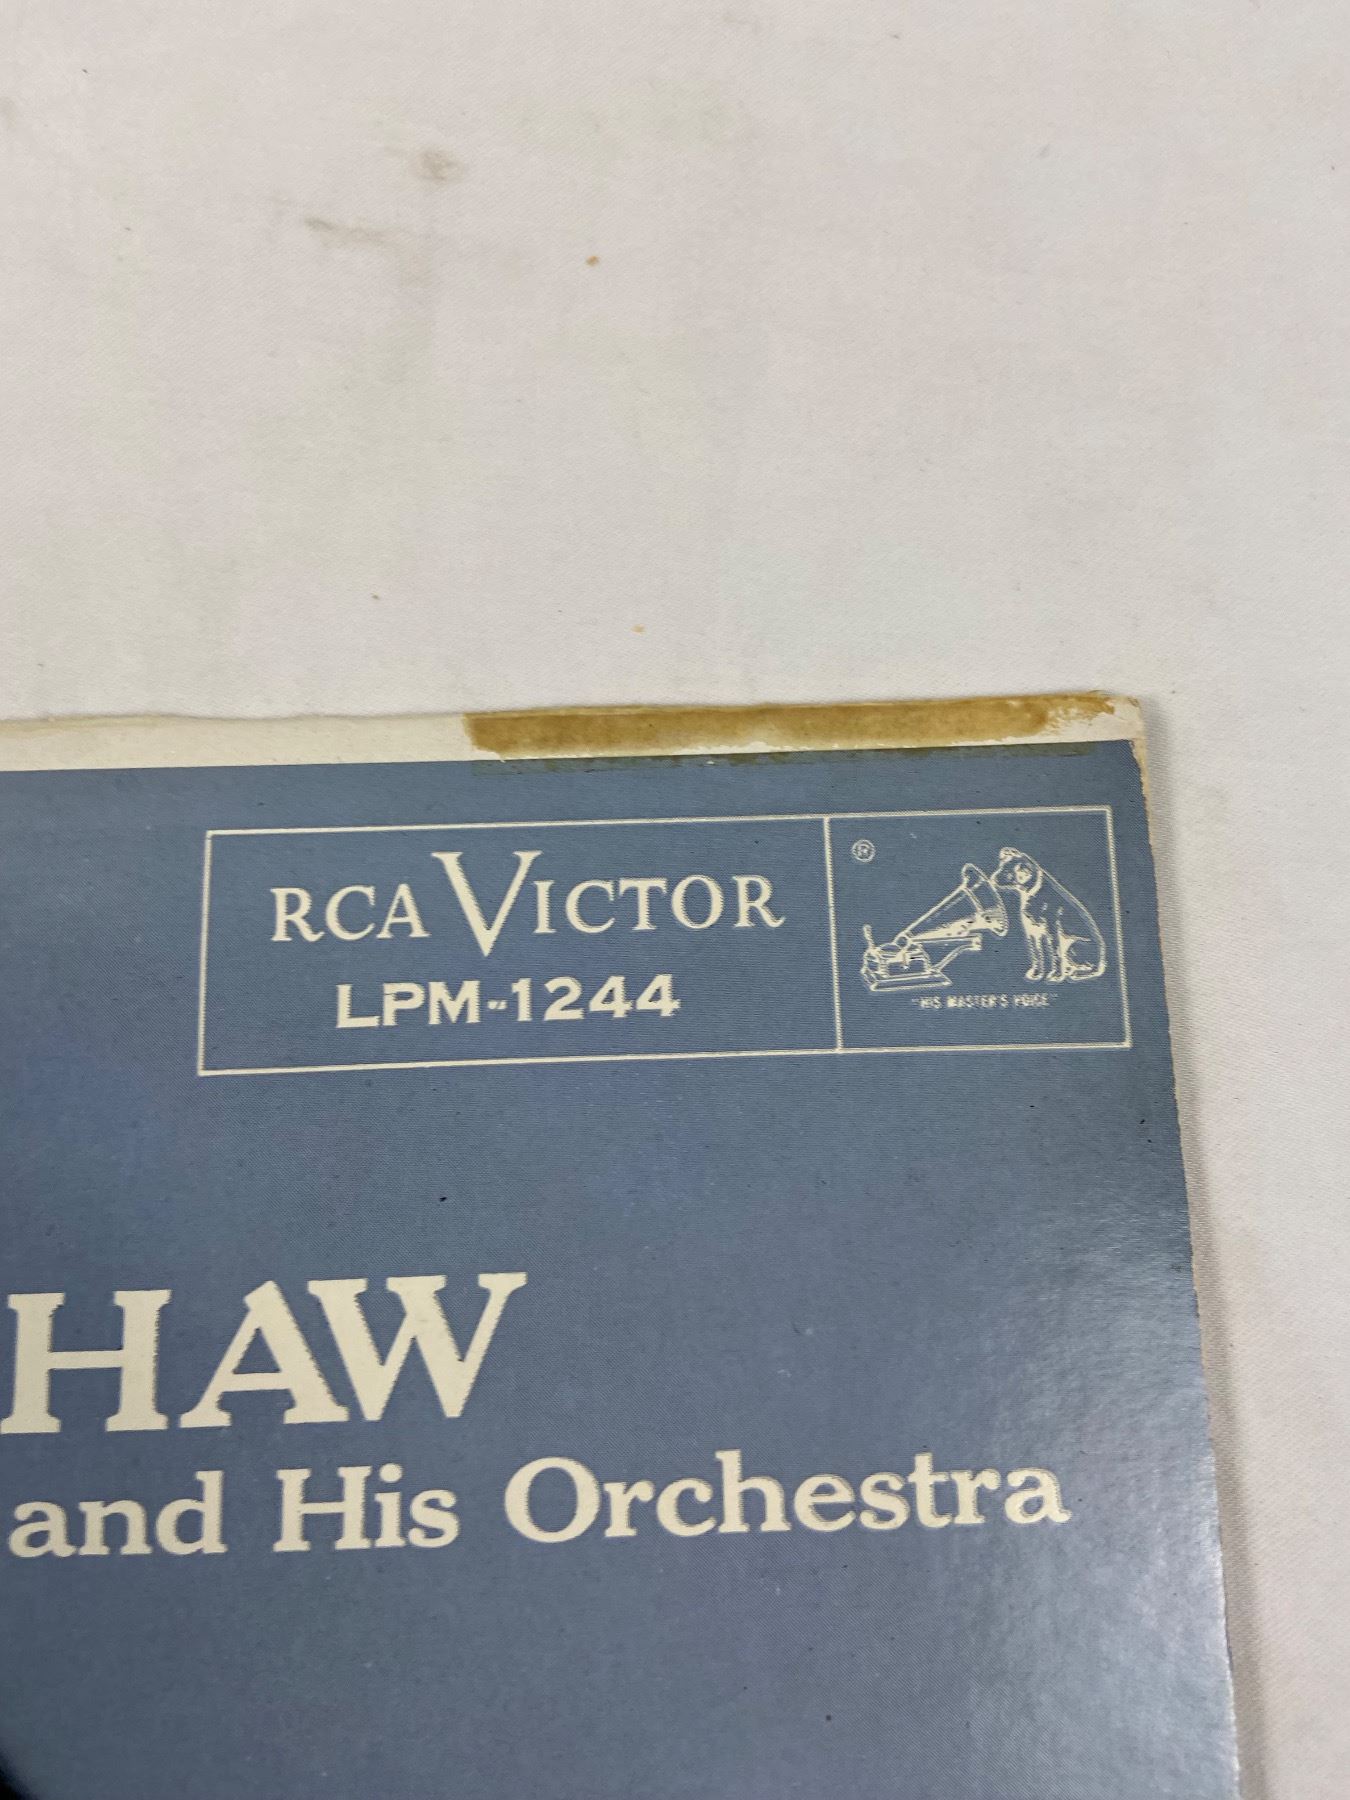 RCA VICTOR
LPM-1244
®
"HIS MASTER'S VOICE"
HAW
and His Orchestra